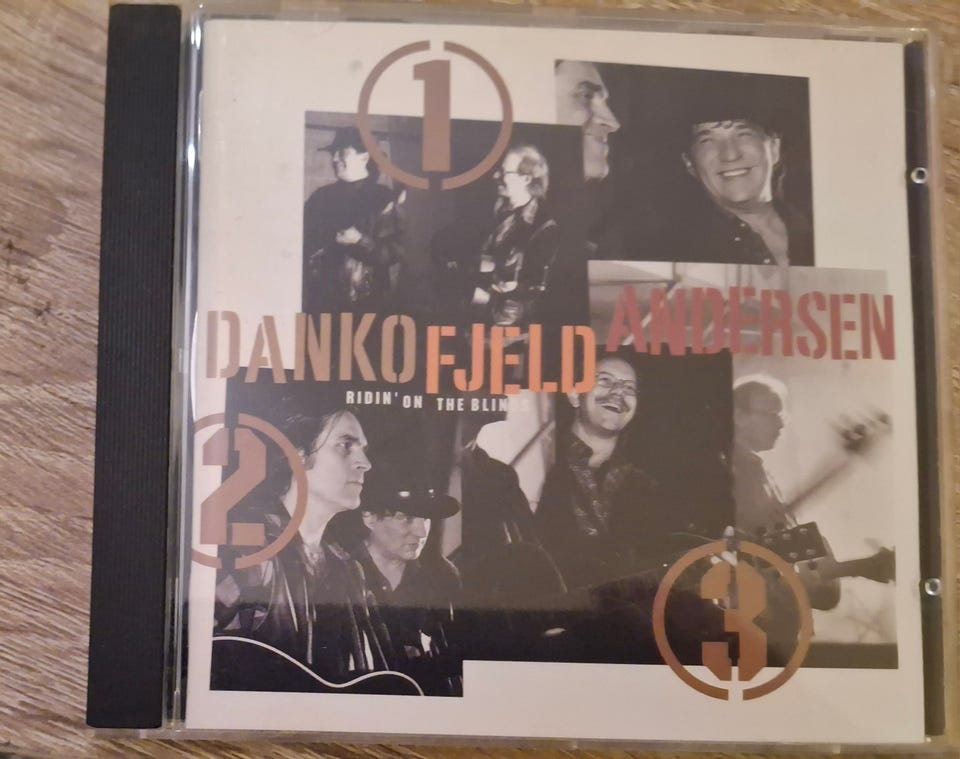 1
DANKO FJELD ANDERSEN
RIDIN' ON THE BLINDS
2
3